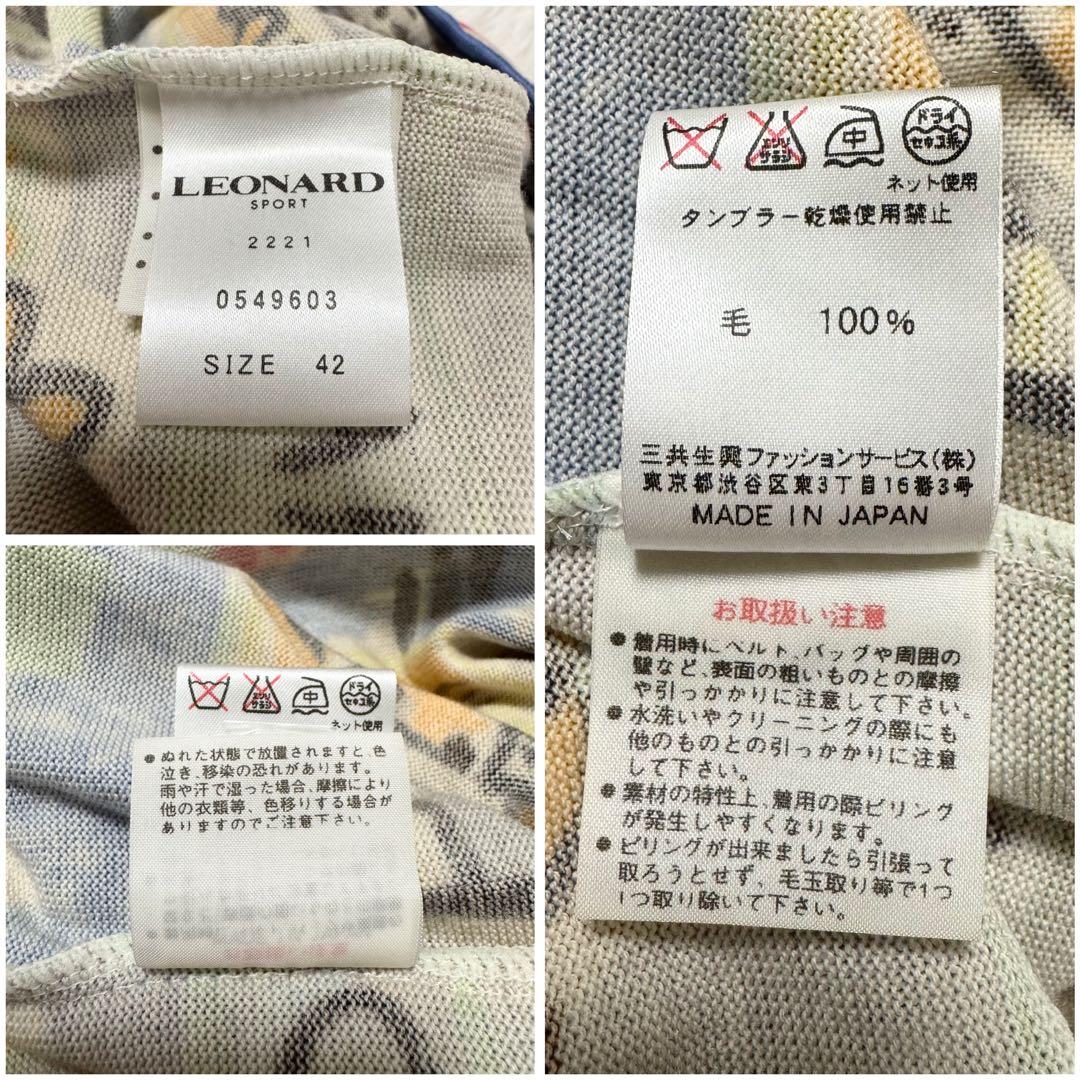 LEONARD
SPORT
2221
0549603
SIZE 42
エンソ
サラシ
中
ドライ
セキユ系
ネット使用
タンブラー乾燥使用禁止
毛 100%
三共生興ファッションサービス(株)
東京都渋谷区東3丁目16番3号
MADE IN JAPAN
お取扱い注意
●着用時にベルト、バッグや周囲の
壁など、表面の粗いものとの摩擦
や引っかかりに注意して下さい。
●水洗いやクリーニングの際にも
他のものとの引っかかりに注意
して下さい。
●素材の特性上、着用の際ピリング
が発生しやすくなります。
●ピリングが出来ましたら引張って
取ろうとせず、毛玉取り等で1つ
1つ取り除いて下さい。
エンソ
サラシ
中
ドライ
セキユ系
ネット使用
●ぬれた状態で放置されますと、色
泣き、移染の恐れがあります。
雨や汗で湿った場合、摩擦により
他の衣類等、色移りする場合が
ありますのでご注意下さい。